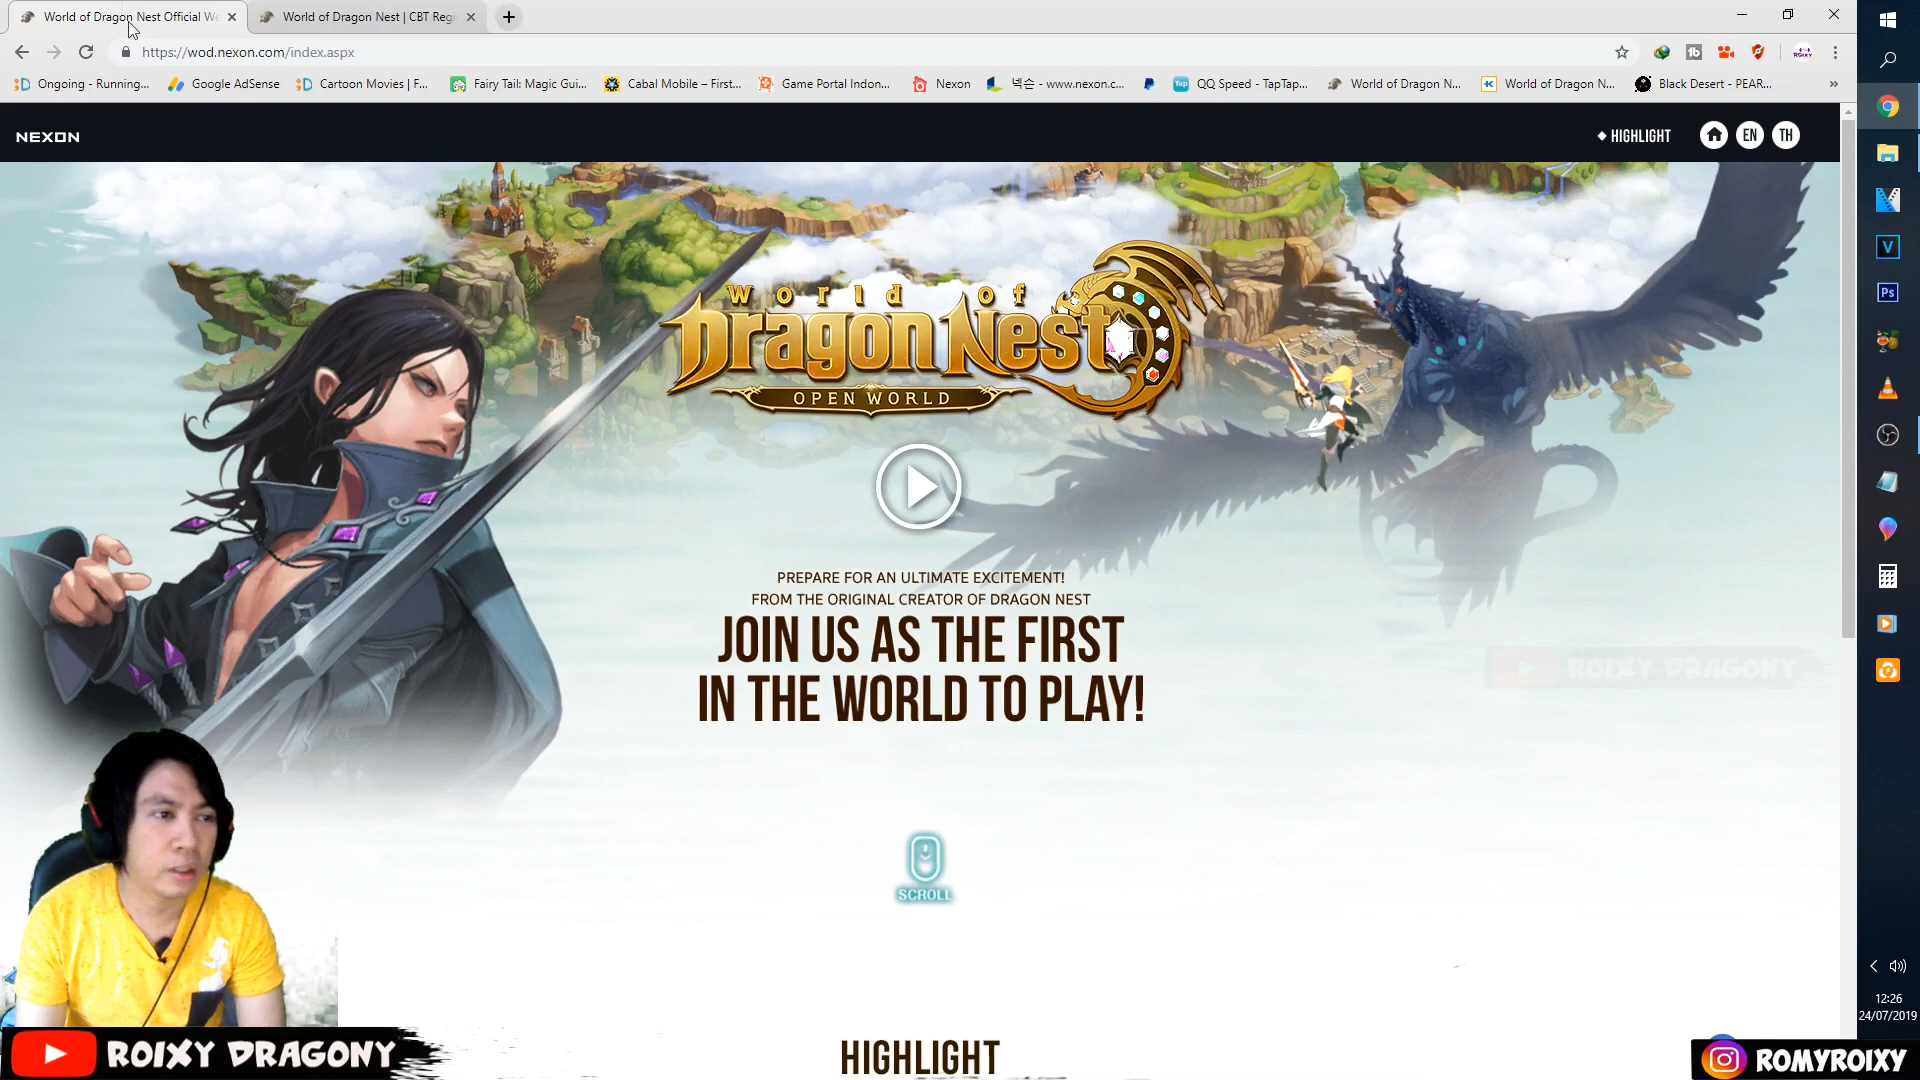 World of Dragon Nest Official We
World of Dragon Nest | CBT Regi
https://wod.nexon.com/index.aspx
Ongoing - Running...
Google AdSense
Cartoon Movies | F...
Fairy Tail: Magic Gui...
Cabal Mobile – First...
Game Portal Indon...
Nexon
넥슨 - www.nexon.c...
QQ Speed - TapTap...
World of Dragon N...
World of Dragon N...
Black Desert - PEAR...
NEXON
HIGHLIGHT
EN
TH
World of
Dragon Nest
OPEN WORLD
PREPARE FOR AN ULTIMATE EXCITEMENT!
FROM THE ORIGINAL CREATOR OF DRAGON NEST
JOIN US AS THE FIRST
IN THE WORLD TO PLAY!
ROIXY DRAGONY
SCROLL
HIGHLIGHT
ROIXY DRAGONY
ROMYROIXY
Ps
12:26
24/07/2019